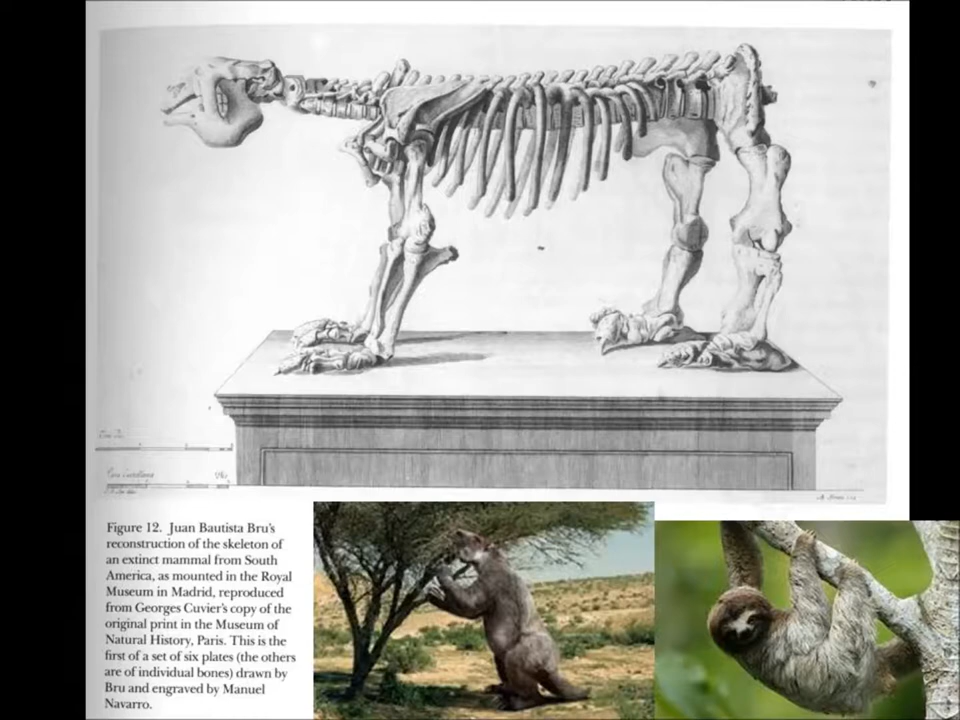 Figure 12. Juan Bautista Bru's
reconstruction of the skeleton of
an extinct mammal from South
America, as mounted in the Royal
Museum in Madrid, reproduced
from Georges Cuvier's copy of the
original print in the Museum of
Natural History, Paris. This is the
first of a set of six plates (the others
are of individual bones) drawn by
Bru and engraved by Manuel
Navarro.